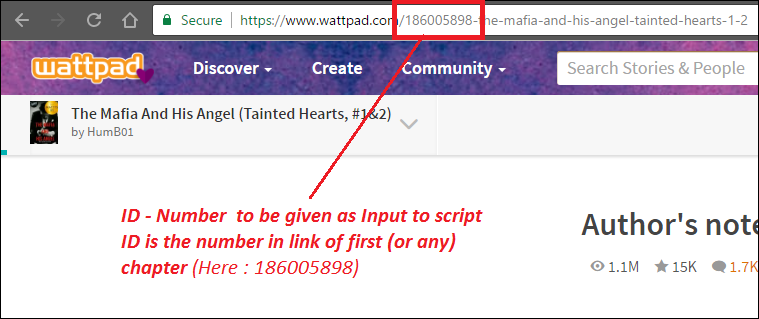 Secure https://www.wattpad.com/186005898-the-mafia-and-his-angel-tainted-hearts-1-2
wattpad Discover Create Community Search Stories & People
The Mafia And His Angel (Tainted Hearts, #1&2)
by HumB01
ID - Number to be given as Input to script
ID is the number in link of first (or any)
chapter (Here : 186005898)
Author's note
1.1M 15K 1.7K